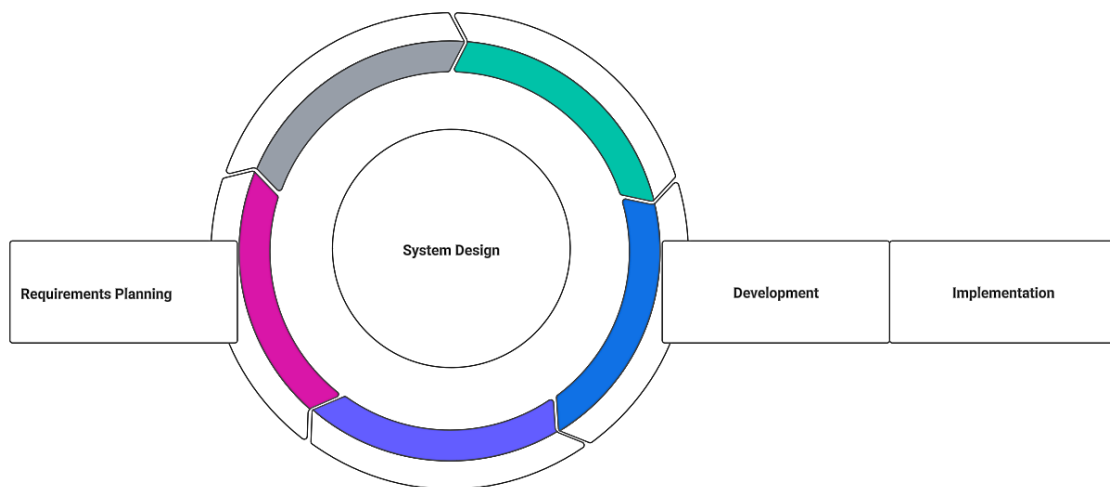 System Design
Requirements Planning
Development
Implementation